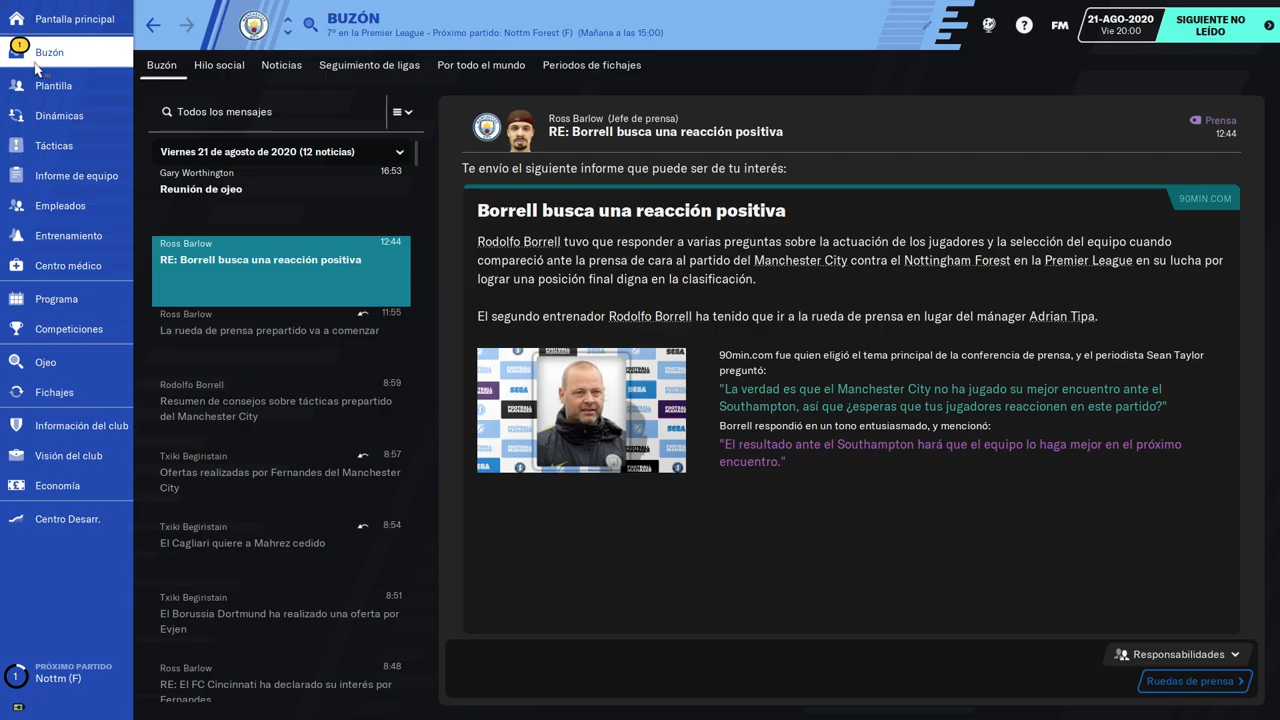 Pantalla principal
1
Buzón
Plantilla
Dinámicas
Tácticas
Informe de equipo
Empleados
Entrenamiento
Centro médico
Programa
Competiciones
Ojeo
Fichajes
Información del club
Visión del club
Economía
Centro Desarr.
PRÓXIMO PARTIDO
1
Nottm (F)
BUZÓN
7º en la Premier League - Próximo partido: Nottm Forest (F) (Mañana a las 15:00)
?
FM
21-AGO-2020
Vie 20:00
SIGUIENTE NO LEÍDO
Buzón
Hilo social
Noticias
Seguimiento de ligas
Por todo el mundo
Periodos de fichajes
Todos los mensajes
Viernes 21 de agosto de 2020 (12 noticias)
Gary Worthington 16:53
Reunión de ojeo
Ross Barlow 12:44
RE: Borrell busca una reacción positiva
Ross Barlow 11:55
La rueda de prensa prepartido va a comenzar
Rodolfo Borrell 8:59
Resumen de consejos sobre tácticas prepartido
del Manchester City
Txiki Begiristain 8:57
Ofertas realizadas por Fernandes del Manchester
City
Txiki Begiristain 8:54
El Cagliari quiere a Mahrez cedido
Txiki Begiristain 8:51
El Borussia Dortmund ha realizado una oferta por
Evjen
Ross Barlow 8:48
RE: El FC Cincinnati ha declarado su interés por
Fernandes
Ross Barlow (Jefe de prensa)
RE: Borrell busca una reacción positiva
Prensa
12:44
Te envío el siguiente informe que puede ser de tu interés:
90MIN.COM
Borrell busca una reacción positiva
Rodolfo Borrell tuvo que responder a varias preguntas sobre la actuación de los jugadores y la selección del equipo cuando
compareció ante la prensa de cara al partido del Manchester City contra el Nottingham Forest en la Premier League en su lucha por
lograr una posición final digna en la clasificación.
El segundo entrenador Rodolfo Borrell ha tenido que ir a la rueda de prensa en lugar del mánager Adrian Tipa.
90min.com fue quien eligió el tema principal de la conferencia de prensa, y el periodista Sean Taylor
preguntó:
"La verdad es que el Manchester City no ha jugado su mejor encuentro ante el
Southampton, así que ¿esperas que tus jugadores reaccionen en este partido?"
Borrell respondió en un tono entusiasmado, y mencionó:
"El resultado ante el Southampton hará que el equipo lo haga mejor en el próximo
encuentro."
SEGA
SEGA
SEGA
Responsabilidades
Ruedas de prensa